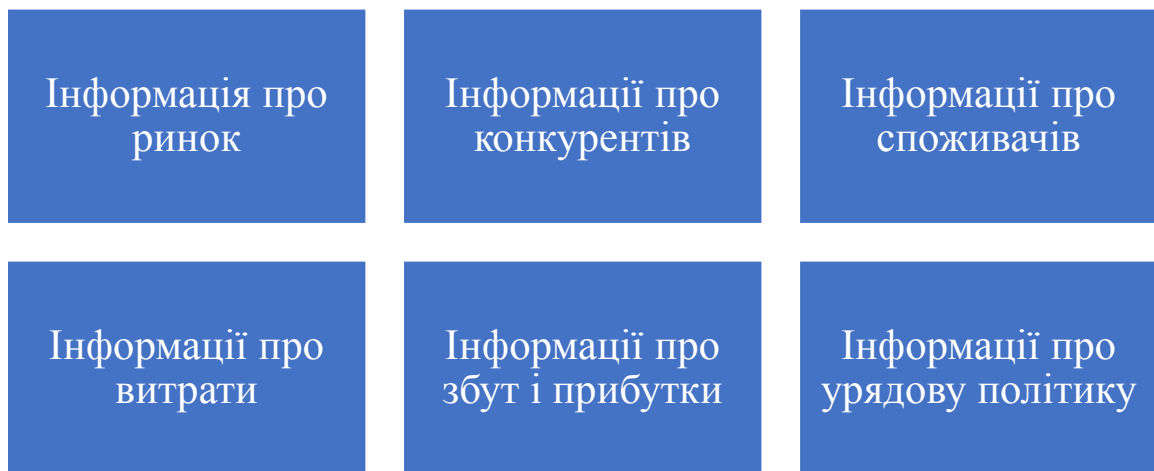 Інформація про
ринок
Інформації про
конкурентів
Інформації про
споживачів
Інформації про
витрати
Інформації про
збут і прибутки
Інформації про
урядову політику